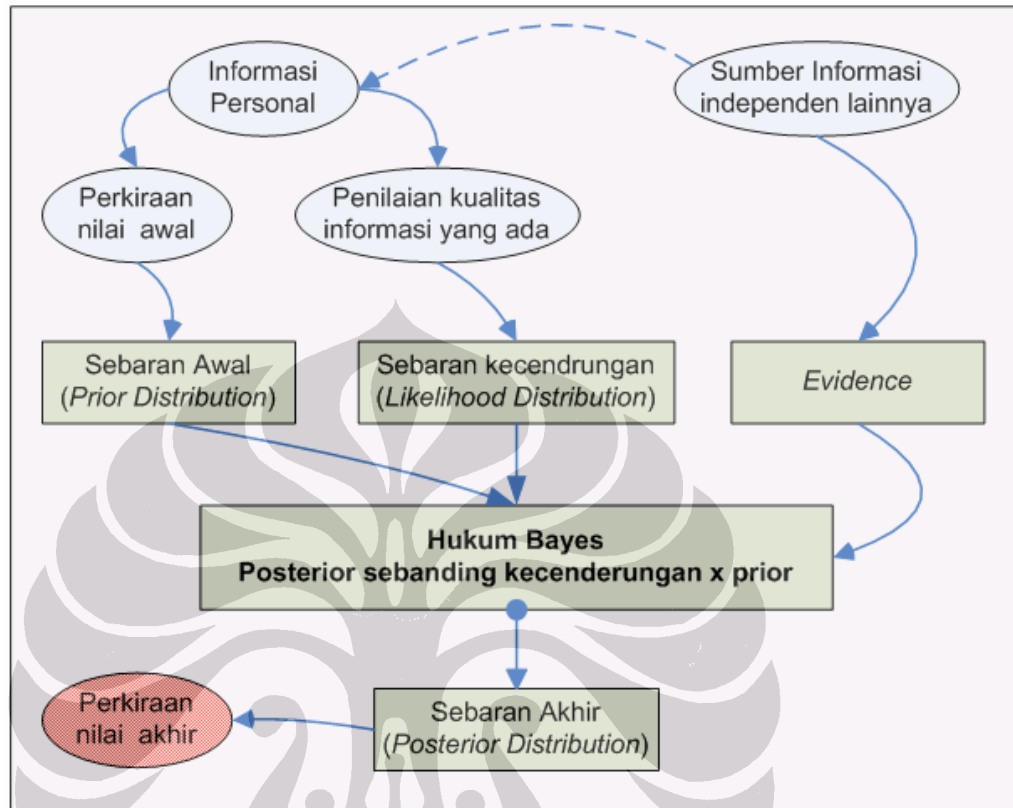 Informasi
Personal
Sumber Informasi
independen lainnya
Perkiraan
nilai awal
Penilaian kualitas
informasi yang ada
Sebaran Awal
(Prior Distribution)
Sebaran kecendrungan
(Likelihood Distribution)
Evidence
Hukum Bayes
Posterior sebanding kecenderungan x prior
Perkiraan
nilai akhir
Sebaran Akhir
(Posterior Distribution)